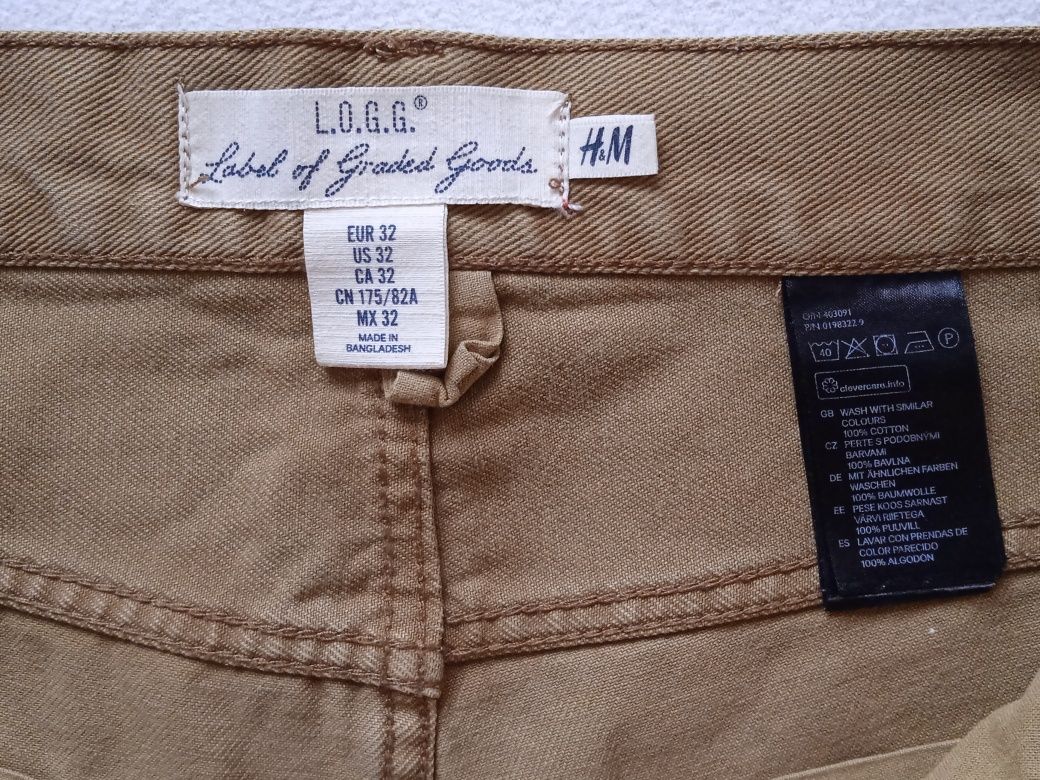 L.O.G.G.®
Label of Graded Goods
H&M
EUR 32
US 32
CA 32
CN 175/82A
MX 32
MADE IN
BANGLADESH
O/N 403091
P/N 0198322 9
40 P
clevercare.info
GB WASH WITH SIMILAR
COLOURS
100% COTTON
CZ PERTE S PODOBNÝMI
BARVAMI
100% BAVLNA
DE MIT ÄHNLICHEN FARBEN
WASCHEN
100% BAUMWOLLE
EE PESE KOOS SARNAST
VÄRVI RIIETEGA
100% PUUVILL
ES LAVAR CON PRENDAS DE
COLOR PARECIDO
100% ALGODON